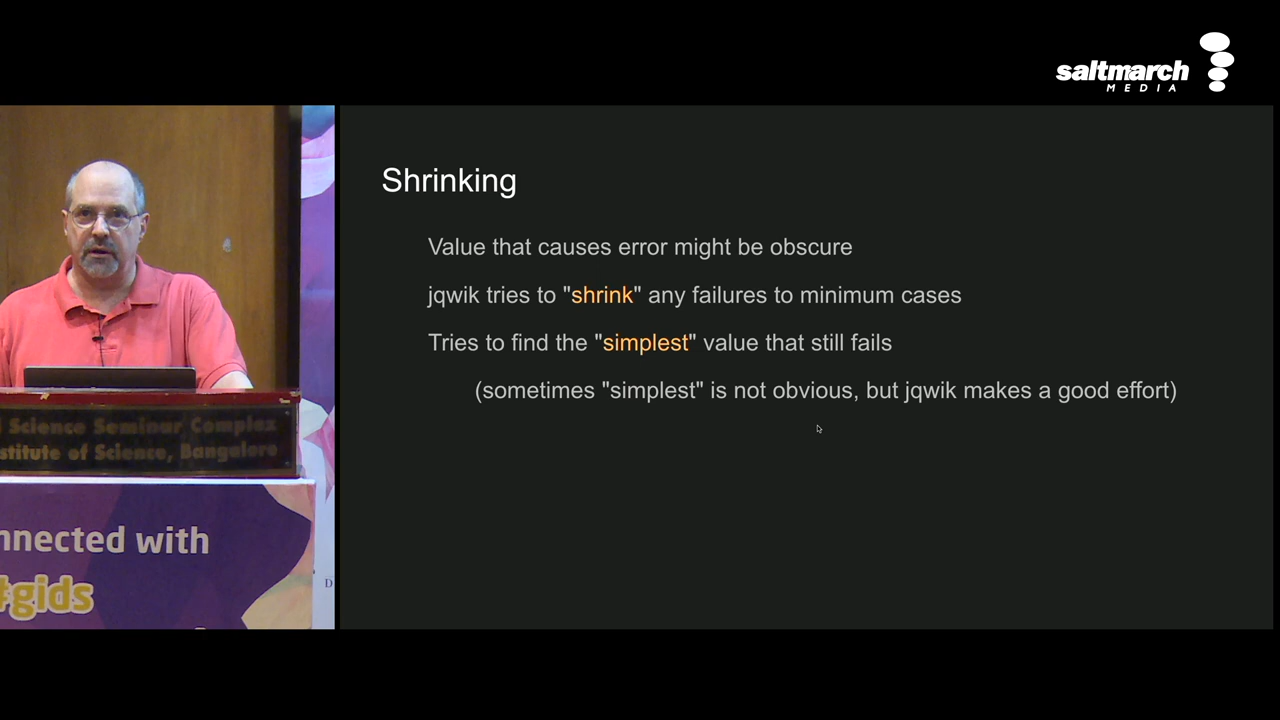 saltmarch
MEDIA
Shrinking
Value that causes error might be obscure
jqwik tries to "shrink" any failures to minimum cases
Tries to find the "simplest" value that still fails
(sometimes "simplest" is not obvious, but jqwik makes a good effort)
Science Seminar Complex
stitute of Science, Bangalore
nnected with
#gids
D